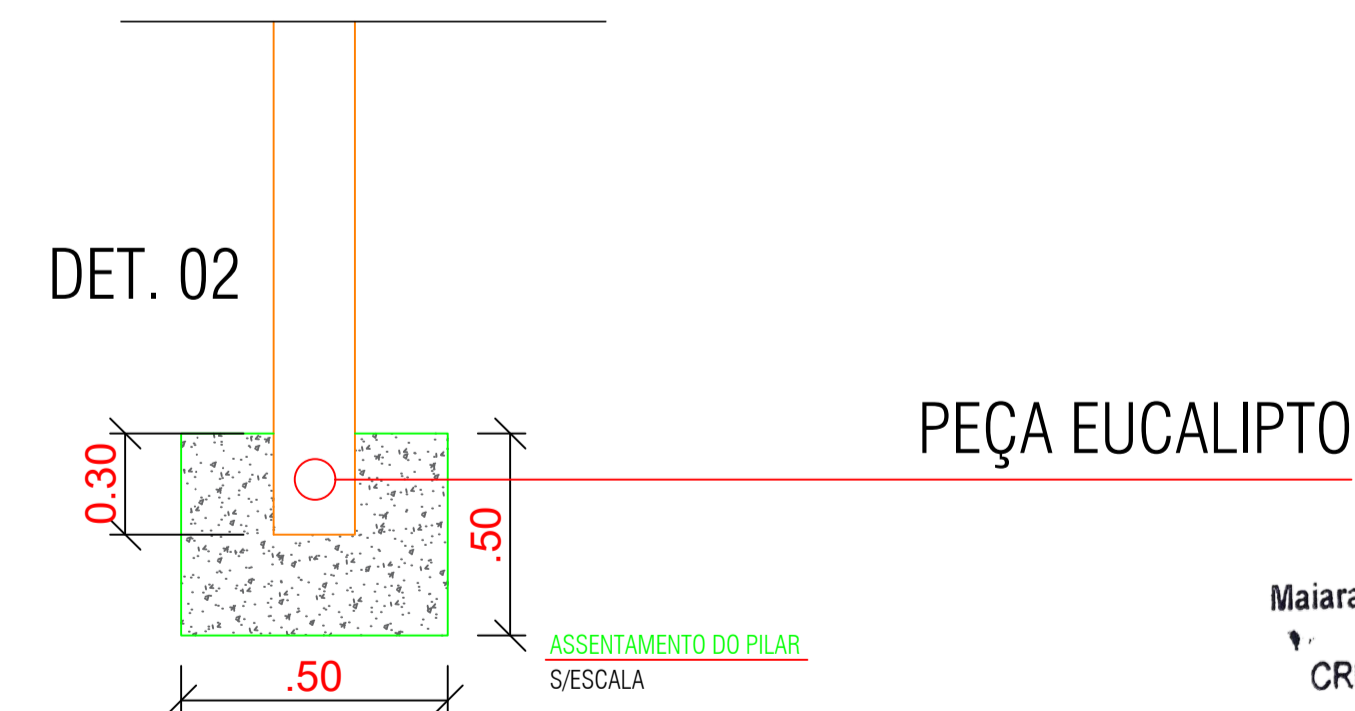 DET. 02
PEÇA EUCALIPTO
0.30
.50
.50
ASSENTAMENTO DO PILAR
S/ESCALA
Maiara
CR